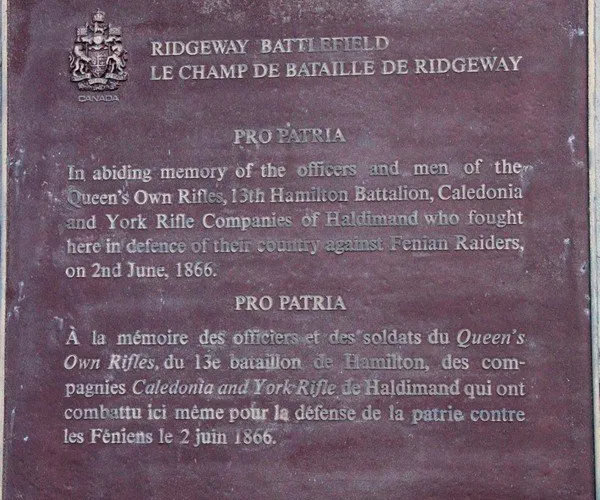 CANADA
RIDGEWAY BATTLEFIELD
LE CHAMP DE BATAILLE DE RIDGEWAY
PRO PATRIA
In abiding memory of the officers and men of the
Queen's Own Rifles, 13th Hamilton Battalion, Caledonia
and York Rifle Companies of Haldimand who fought
here in defence of their country against Fenian Raiders,
on 2nd June, 1866.
PRO PATRIA
À la mémoire des officiers et des soldats du Queen's
Own Rifles, du 13e bataillon de Hamilton, des com-
pagnies Caledonia and York Rifle de Haldimand qui ont
combattu ici même pour la défense de la patrie contre
les Féniens le 2 juin 1866.